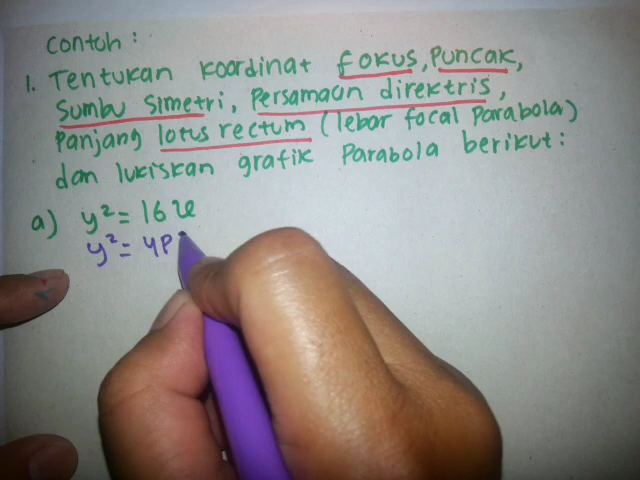 Contoh :
1. Tentukan koordinat fokus, Puncak,
Sumbu Simetri, Persamaan direktris,
Panjang lotus rectum (lebar focal Parabola)
dan lukiskan grafik Parabola berikut :
a) y² = 16x
y² = 4P